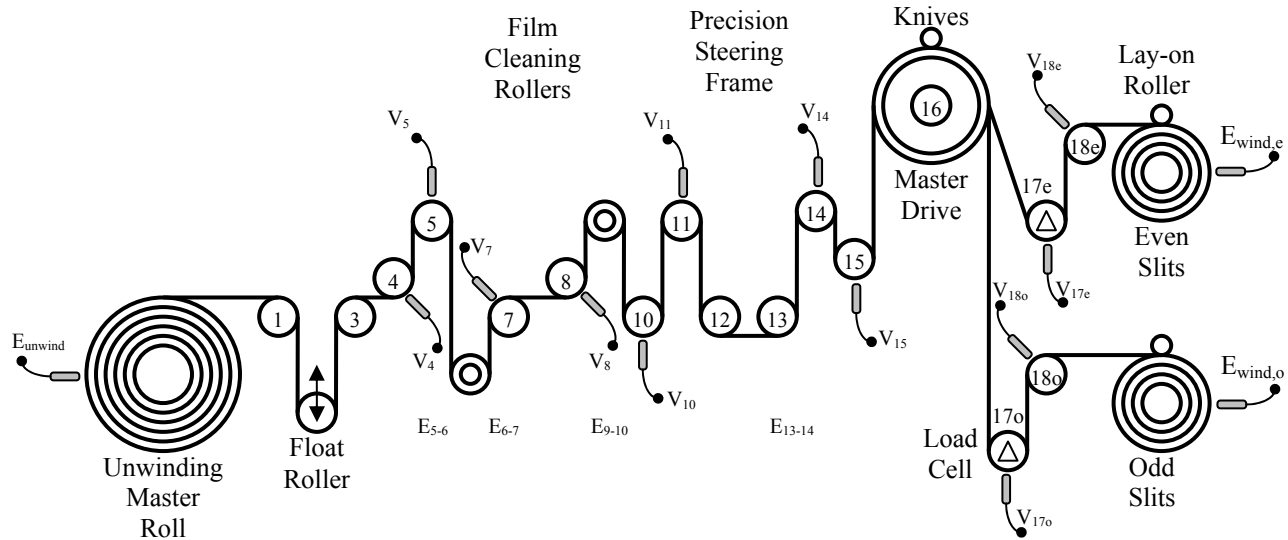 Film
Cleaning
Rollers
Precision
Steering
Frame
Knives
Lay-on
Roller
V5
V11
V14
V18e
16
18e
Ewind,e
Master
Drive
17e
Even
Slits
V17e
5
11
14
15
4
V7
8
1
3
7
10
12
13
Eunwind
V4
V8
V10
V15
V18o
18o
Ewind,o
17o
Load
Cell
V17o
Odd
Slits
Unwinding
Master
Roll
Float
Roller
E5-6
E6-7
E9-10
E13-14